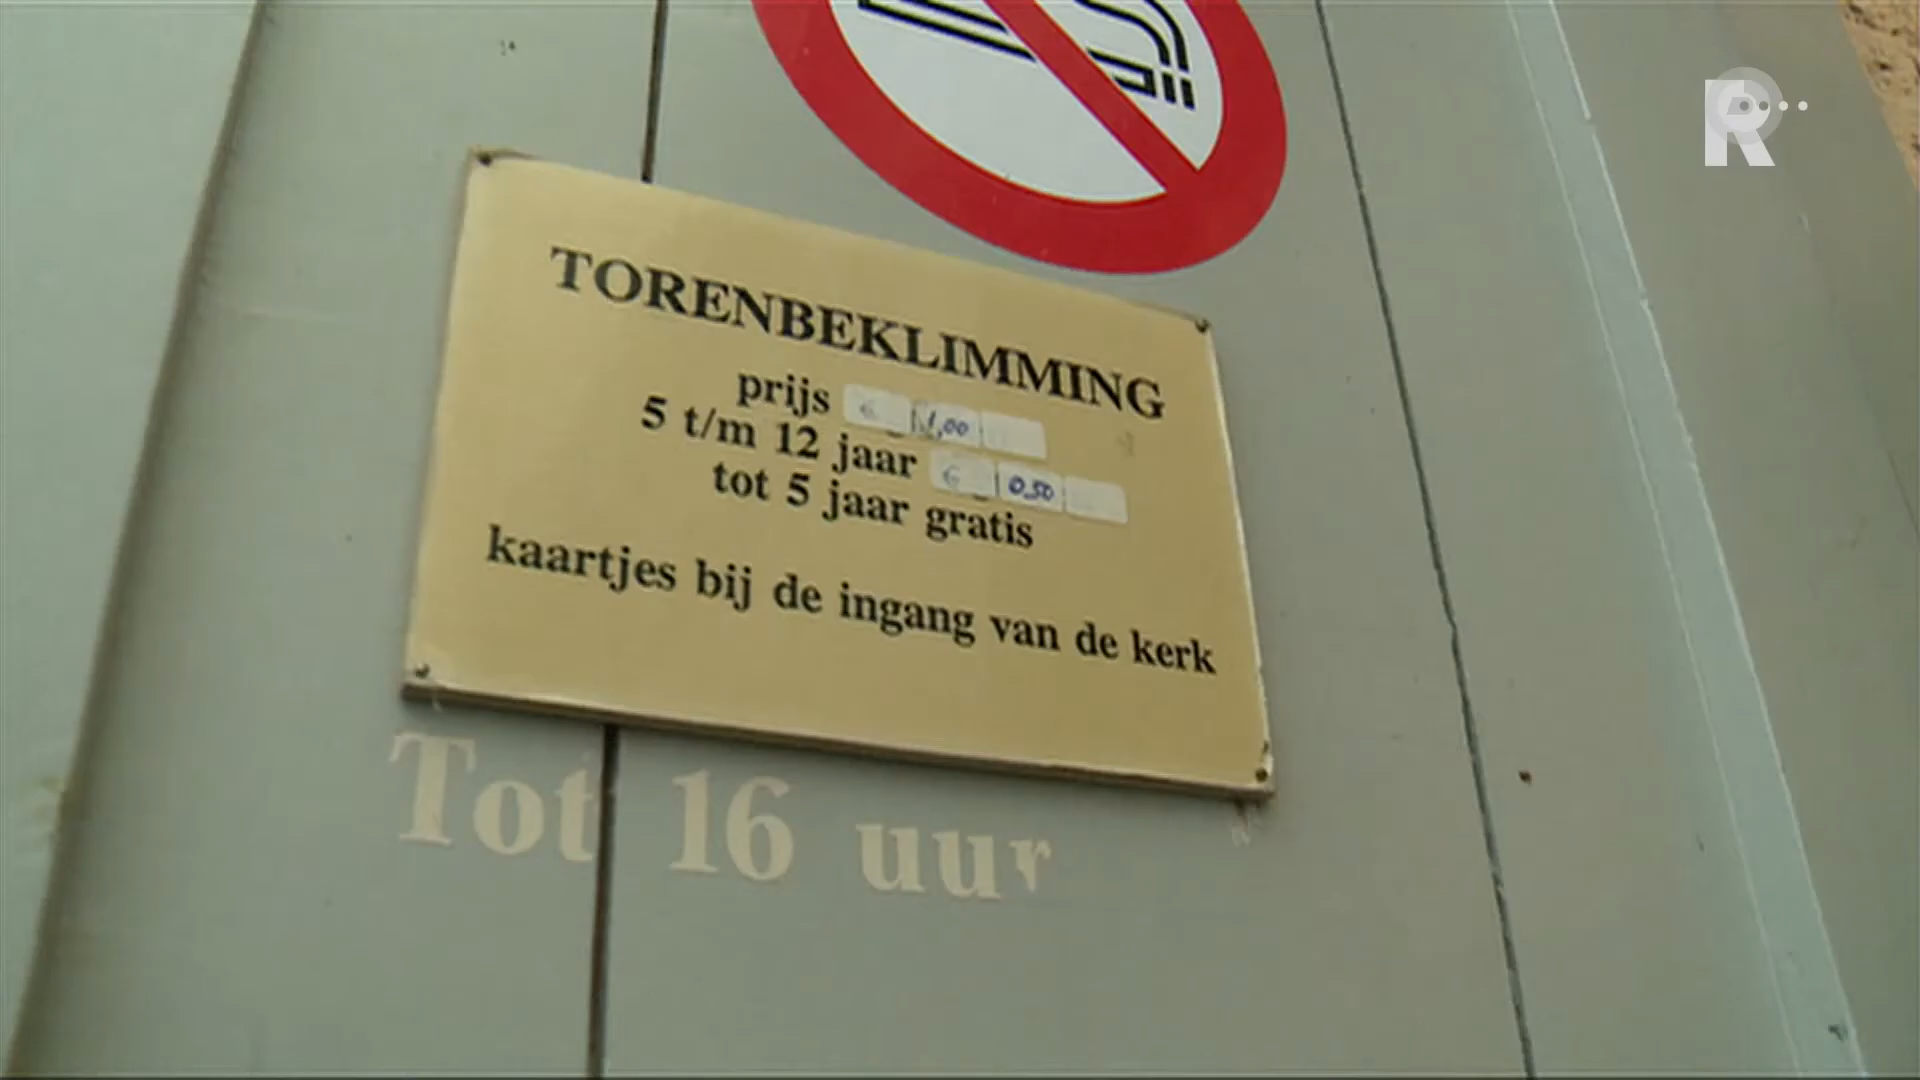 TORENBEKLIMMING
prijs € 1,00
5 t/m 12 jaar € 0,50
tot 5 jaar gratis
kaartjes bij de ingang van de kerk
Tot 16 uur
R